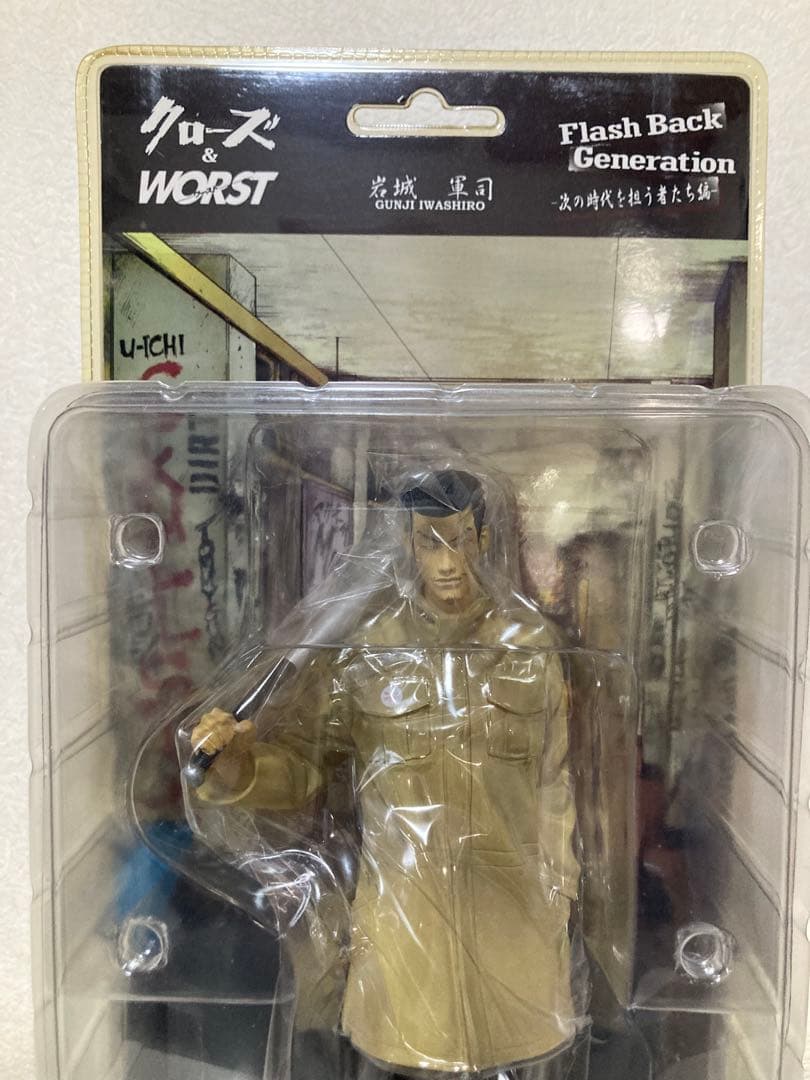 クローズ
&
WORST
岩城 軍司
GUNJI IWASHIRO
Flash Back
Generation
-次の時代を担う者たち編-
U-ICHI
DIRT